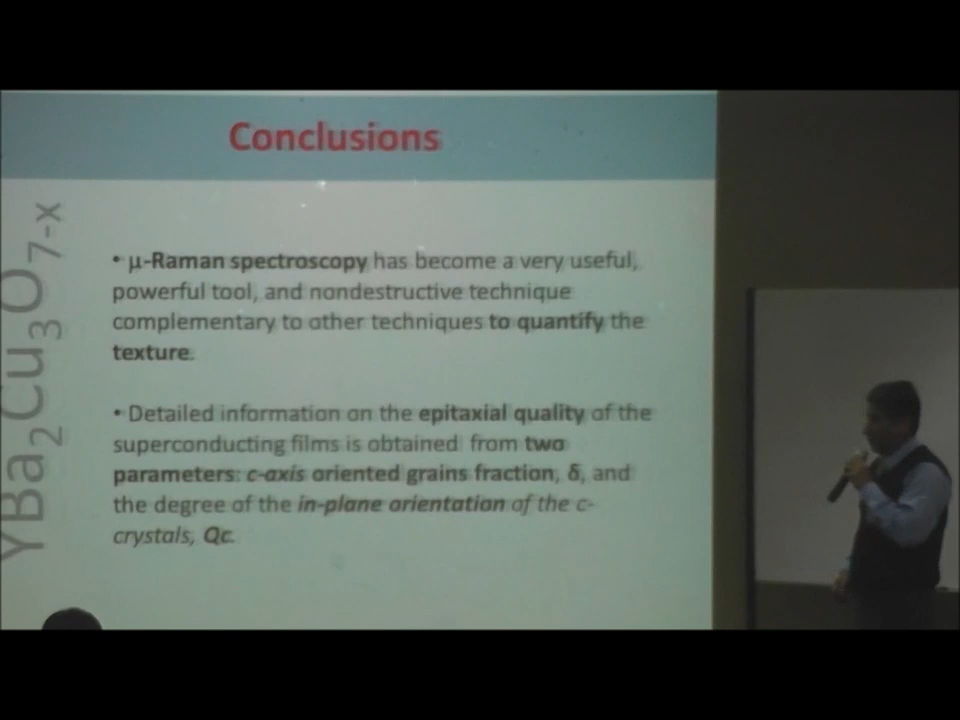 Conclusions
YBa2Cu3O7-x
• μ-Raman spectroscopy has become a very useful,
powerful tool, and nondestructive technique
complementary to other techniques to quantify the
texture.
• Detailed information on the epitaxial quality of the
superconducting films is obtained from two
parameters: c-axis oriented grains fraction, δ, and
the degree of the in-plane orientation of the c-
crystals, Qc.